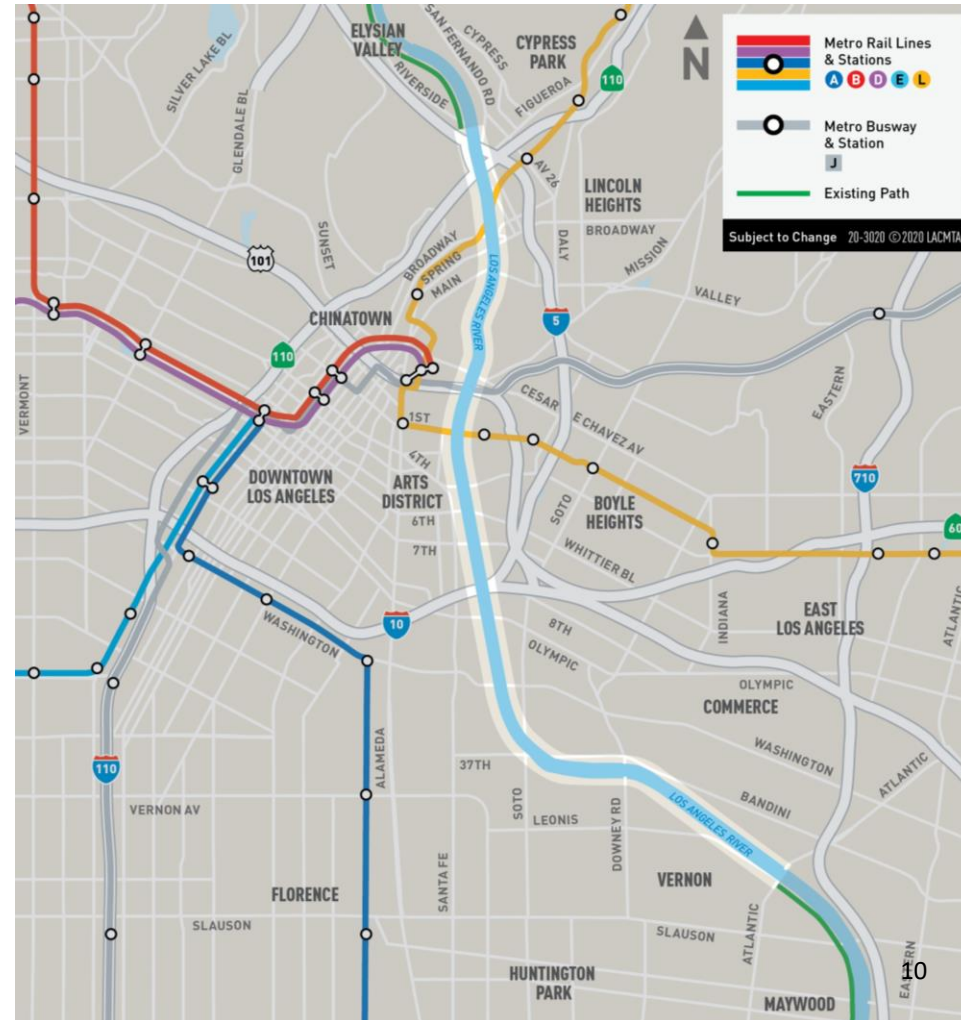 ELYSIAN
VALLEY
SAN FERNANDO RD
CYPRESS
CYPRESS
PARK
N
SILVER LAKE BL
GLENDALE BL
RIVERSIDE
FIGUEROA
110
Metro Rail Lines
& Stations
A B D E L
Metro Busway
& Station
J
Existing Path
Subject to Change 20-3020 ©2020 LACMTA
AV 26
LINCOLN
HEIGHTS
BROADWAY
DALY
MISSION
SUNSET
101
BROADWAY
SPRING
MAIN
LOS ANGELES RIVER
VALLEY
CHINATOWN
5
110
VERMONT
EASTERN
CESAR E CHAVEZ AV
1ST
4TH
DOWNTOWN
LOS ANGELES
ARTS
DISTRICT
6TH
7TH
SOTO
BOYLE
HEIGHTS
WHITTIER BL
710
60
WASHINGTON
10
8TH
OLYMPIC
INDIANA
EAST
LOS ANGELES
ATLANTIC
OLYMPIC
COMMERCE
WASHINGTON
ATLANTIC
110
ALAMEDA
37TH
SOTO
LEONIS
DOWNEY RD
LOS ANGELES RIVER
BANDINI
VERNON AV
SANTA FE
VERNON
FLORENCE
SLAUSON
SLAUSON
ATLANTIC
EASTERN
10
HUNTINGTON
PARK
MAYWOOD